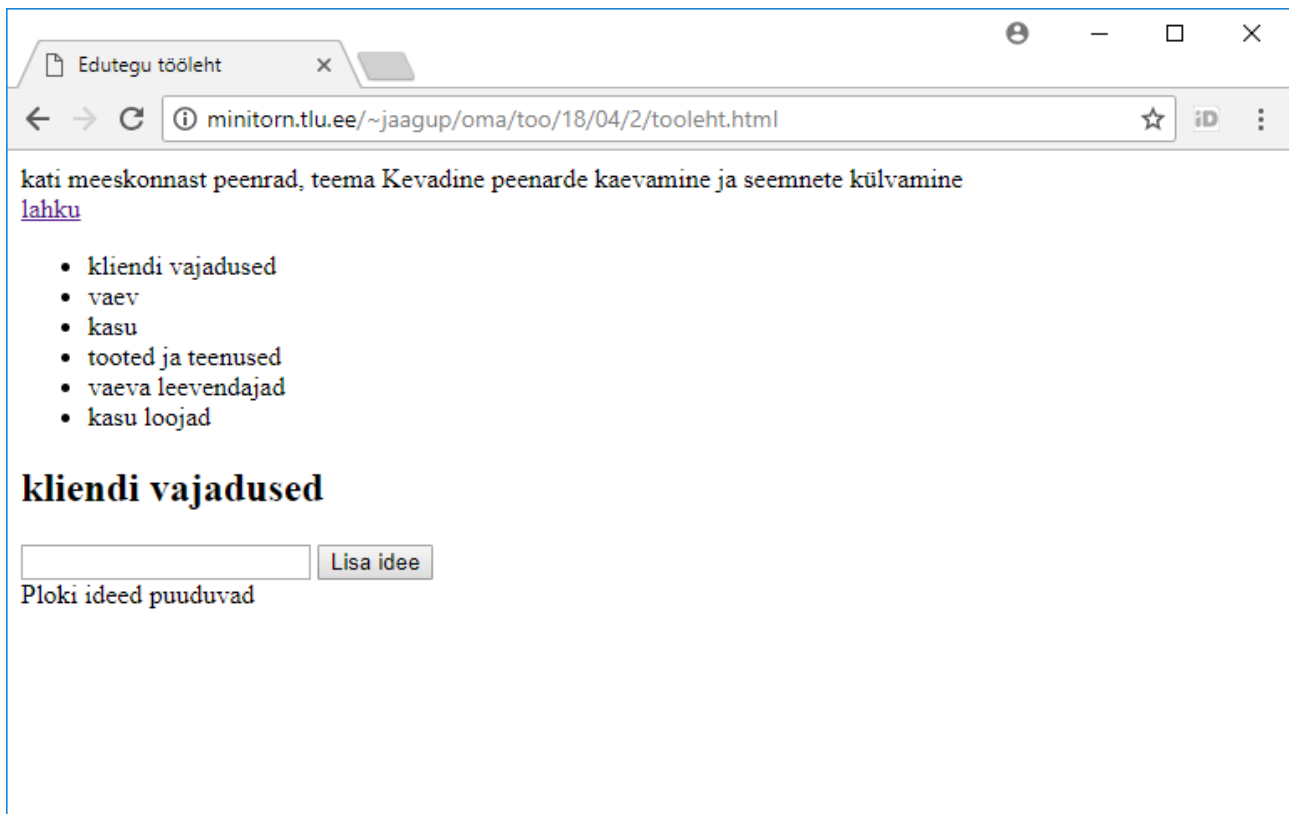 Edutegu tööleht
minitorn.tlu.ee/~jaagup/oma/too/18/04/2/tooleht.html
iD
kati meeskonnast peenrad, teema Kevadine peenarde kaevamine ja seemnete külvamine
lahku
kliendi vajadused
vaev
kasu
tooted ja teenused
vaeva leevendajad
kasu loojad
kliendi vajadused
Lisa idee
Ploki ideed puuduvad